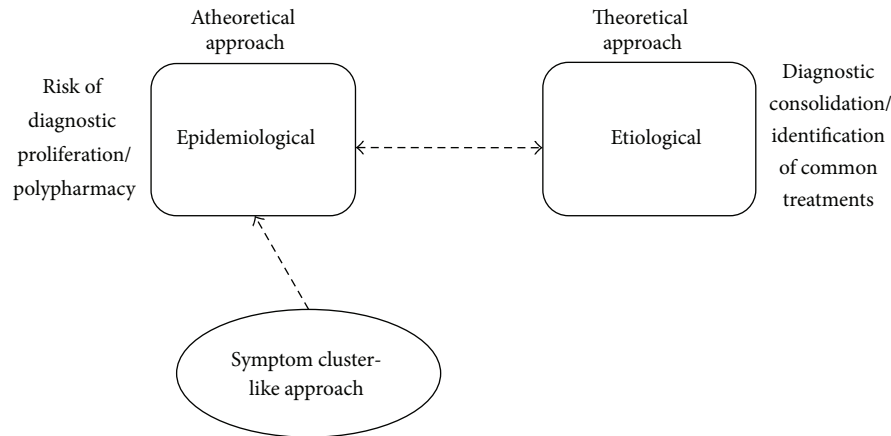 Atheoretical
approach
Theoretical
approach
Risk of
diagnostic
proliferation/
polypharmacy
Epidemiological
Etiological
Diagnostic
consolidation/
identification
of common
treatments
Symptom cluster-
like approach